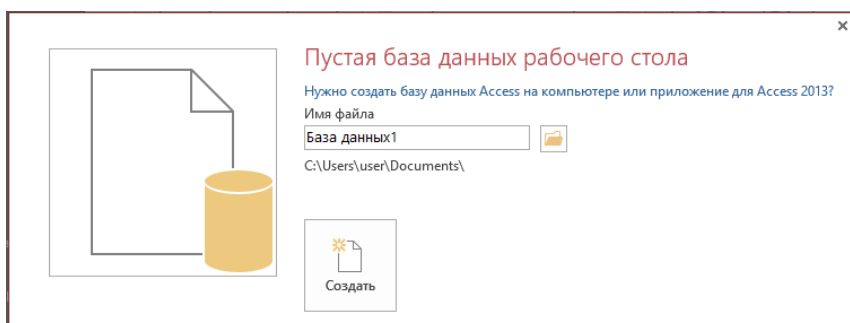 Пустая база данных рабочего стола
Нужно создать базу данных Access на компьютере или приложение для Access 2013?
Имя файла
База данных1
C:\Users\user\Documents\
Создать